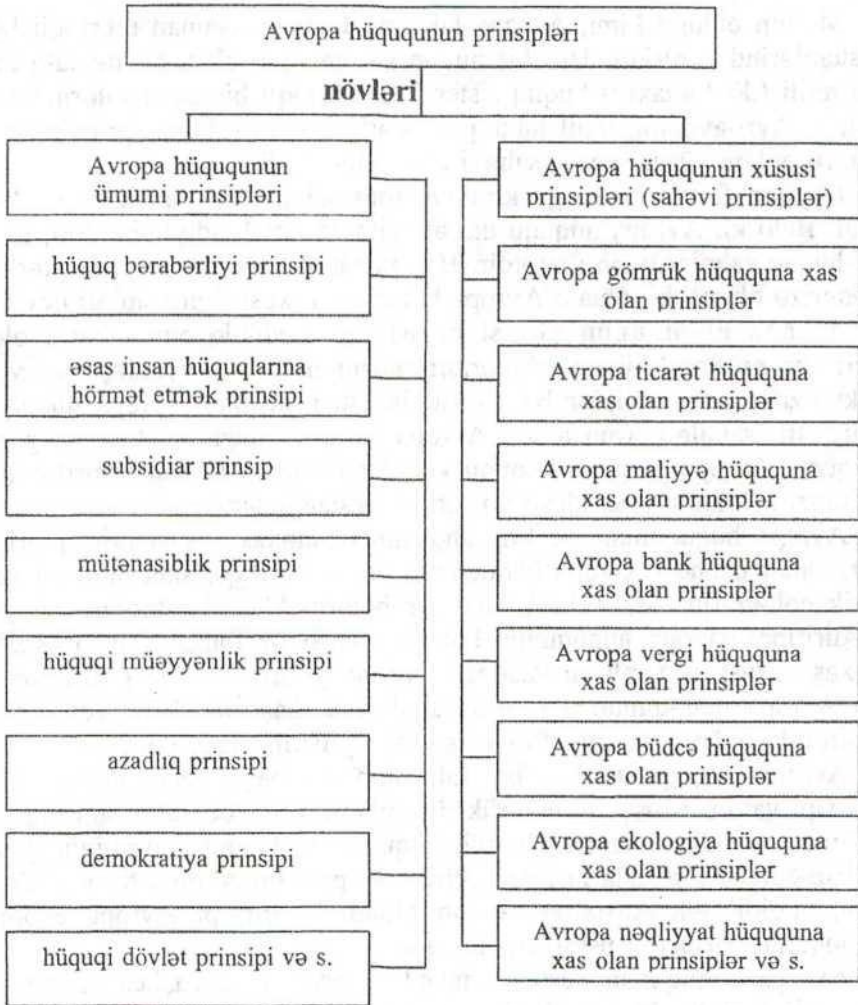 Avropa hüququnun prinsipləri
növləri
Avropa hüququnun
ümumi prinsipləri
hüquq bərabərliyi prinsipi
əsas insan hüquqlarına
hörmət etmək prinsipi
subsidiar prinsip
mütənasiblik prinsipi
hüquqi müəyyənlik prinsipi
azadlıq prinsipi
demokratiya prinsipi
hüquqi dövlət prinsipi və s.
Avropa hüququnun xüsusi
prinsipləri (sahəvi prinsiplər)
Avropa gömrük hüququna xas
olan prinsiplər
Avropa ticarət hüququna
xas olan prinsiplər
Avropa maliyyə hüququna
xas olan prinsiplər
Avropa bank hüququna
xas olan prinsiplər
Avropa vergi hüququna
xas olan prinsiplər
Avropa büdcə hüququna
xas olan prinsiplər
Avropa ekologiya hüququna
xas olan prinsiplər
Avropa nəqliyyat hüququna
xas olan prinsiplər və s.